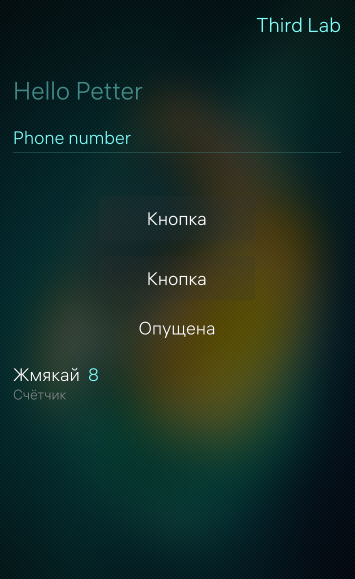 Third Lab
Hello Petter
Phone number
Кнопка
Кнопка
Опущена
Жмякай 8
Счётчик